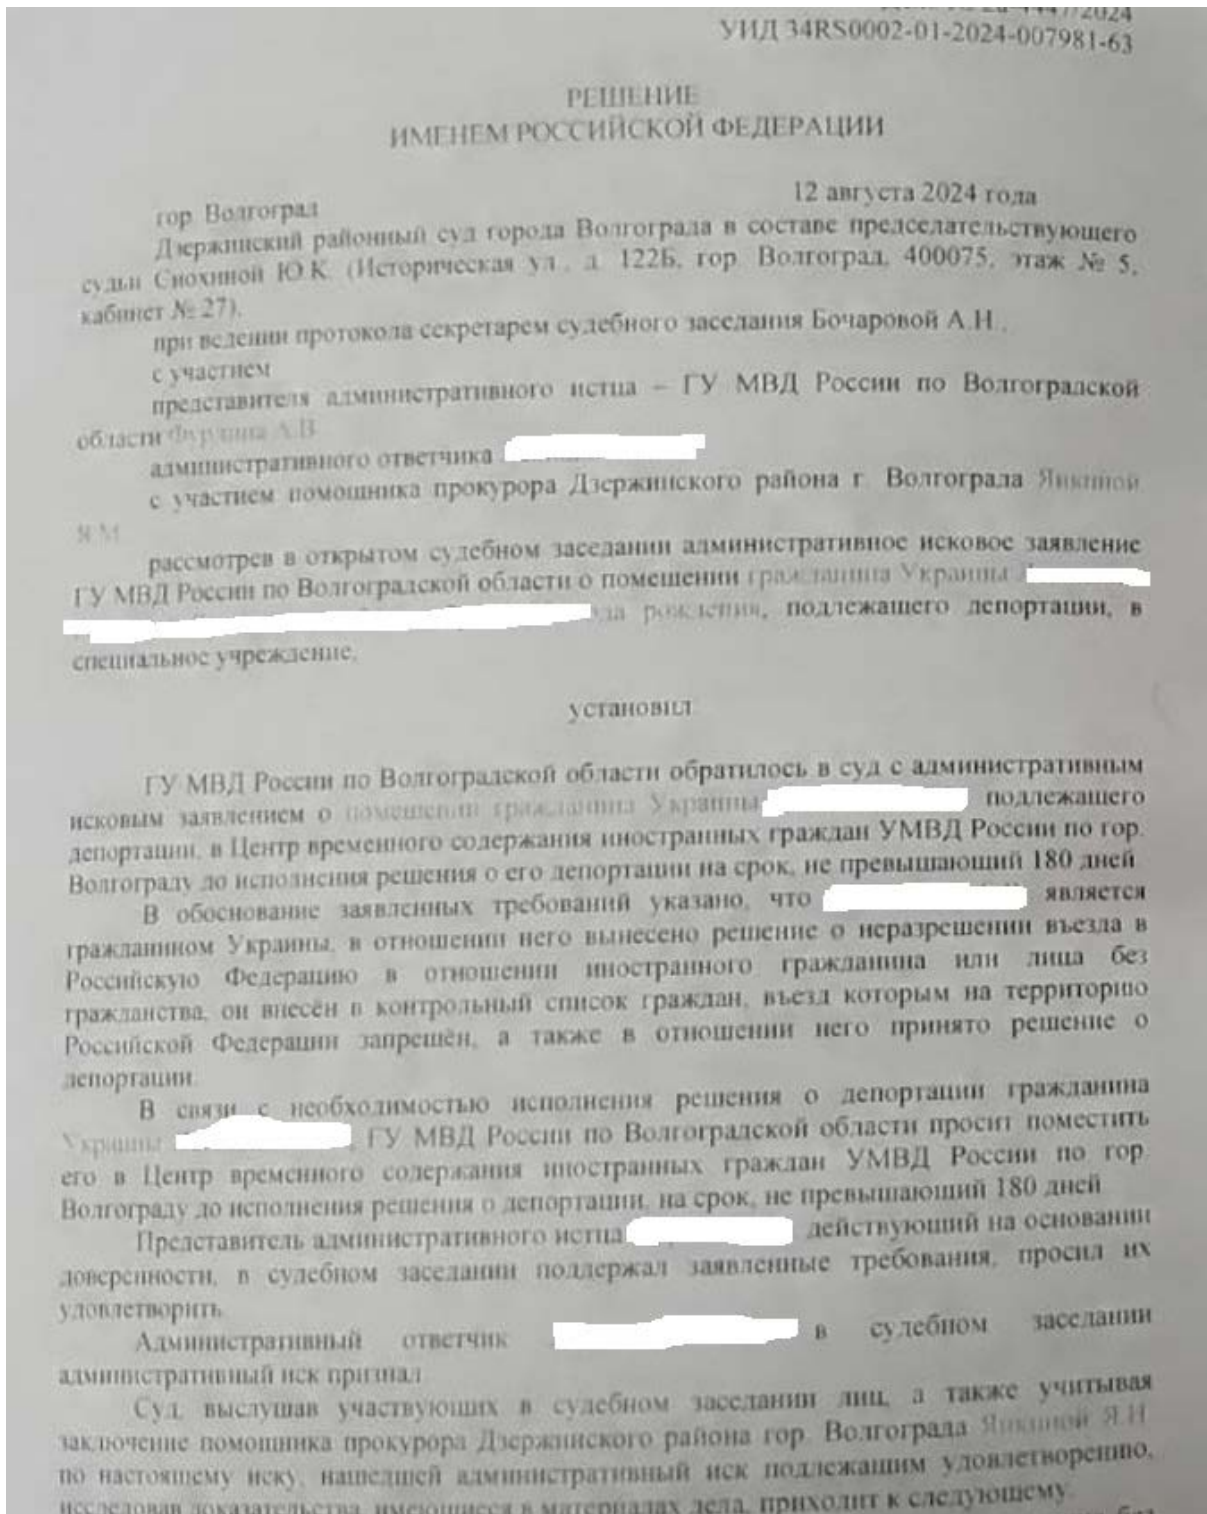 УИД 34RS0002-01-2024-007981-63
РЕШЕНИЕ
ИМЕНЕМ РОССИЙСКОЙ ФЕДЕРАЦИИ
12 августа 2024 года
гор. Волгоград
Дзержинский районный суд города Волгограда в составе председательствующего
судьи Снохиной Ю.К. (Историческая ул., д. 122Б, гор. Волгоград, 400075, этаж № 5,
кабинет № 27),
при ведении протокола секретарем судебного заседания Бочаровой А.Н.,
с участием
представителя административного истца – ГУ МВД России по Волгоградской
области А.В.
административного ответчика
с участием помощника прокурора Дзержинского района г. Волгограда
Я.М.
рассмотрев в открытом судебном заседании административное исковое заявление
ГУ МВД России по Волгоградской области о помещении гражданина Украины
рождения, подлежащего депортации, в
специальное учреждение,
установил:
ГУ МВД России по Волгоградской области обратилось в суд с административным
исковым заявлением о помещении гражданина Украины подлежащего
депортации, в Центр временного содержания иностранных граждан УМВД России по гор.
Волгограду до исполнения решения о его депортации на срок, не превышающий 180 дней.
В обоснование заявленных требований указано, что является
гражданином Украины, в отношении него вынесено решение о неразрешении въезда в
Российскую Федерацию в отношении иностранного гражданина или лица без
гражданства, он внесён в контрольный список граждан, въезд которым на территорию
Российской Федерации запрещён, а также в отношении него принято решение о
депортации.
В связи с необходимостью исполнения решения о депортации гражданина
Украины , ГУ МВД России по Волгоградской области просит поместить
его в Центр временного содержания иностранных граждан УМВД России по гор.
Волгограду до исполнения решения о депортации, на срок, не превышающий 180 дней.
Представитель административного истца действующий на основании
доверенности, в судебном заседании поддержал заявленные требования, просил их
удовлетворить.
Административный ответчик в судебном заседании
административный иск признал.
Суд, выслушав участвующих в судебном заседании лиц, а также учитывая
заключение помощника прокурора Дзержинского района гор. Волгограда Я.Н.
по настоящему иску, нашедшей административный иск подлежащим удовлетворению,
исследовав доказательства, имеющиеся в материалах дела, приходит к следующему.